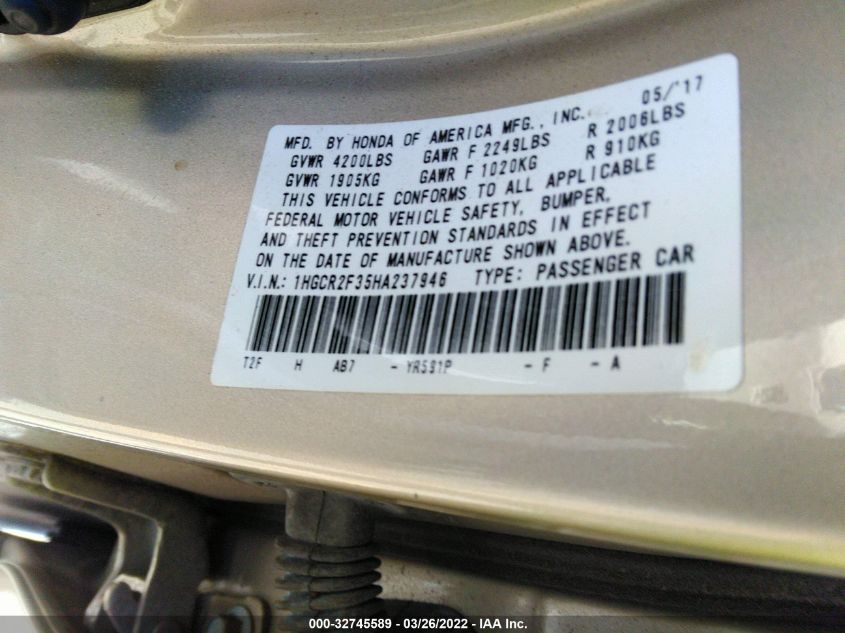 05/'17
MFD. BY HONDA OF AMERICA MFG., INC.
GVWR 4200LBS GAWR F 2249LBS R 2006LBS
GVWR 1905KG GAWR F 1020KG R 910KG
THIS VEHICLE CONFORMS TO ALL APPLICABLE
FEDERAL MOTOR VEHICLE SAFETY, BUMPER,
AND THEFT PREVENTION STANDARDS IN EFFECT
ON THE DATE OF MANUFACTURE SHOWN ABOVE.
V.I.N.: 1HGCR2F35HA237946 TYPE: PASSENGER CAR
T2F H AB7 - YR591P - F - A
000-32745589 - 03/26/2022 - IAA Inc.